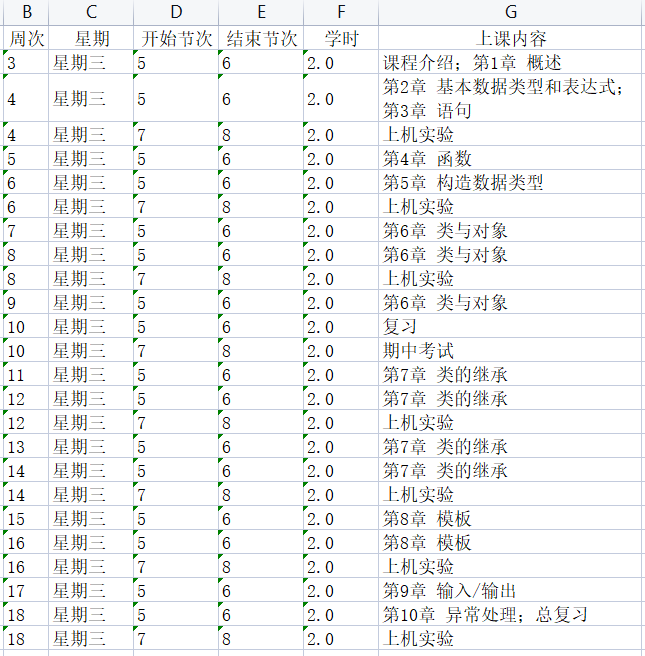 B C D E F G
周次 星期 开始节次 结束节次 学时 上课内容
3 星期三 5 6 2.0 课程介绍；第1章 概述
4 星期三 5 6 2.0 第2章 基本数据类型和表达式；
第3章 语句
4 星期三 7 8 2.0 上机实验
5 星期三 5 6 2.0 第4章 函数
6 星期三 5 6 2.0 第5章 构造数据类型
6 星期三 7 8 2.0 上机实验
7 星期三 5 6 2.0 第6章 类与对象
8 星期三 5 6 2.0 第6章 类与对象
8 星期三 7 8 2.0 上机实验
9 星期三 5 6 2.0 第6章 类与对象
10 星期三 5 6 2.0 复习
10 星期三 7 8 2.0 期中考试
11 星期三 5 6 2.0 第7章 类的继承
12 星期三 5 6 2.0 第7章 类的继承
12 星期三 7 8 2.0 上机实验
13 星期三 5 6 2.0 第7章 类的继承
14 星期三 5 6 2.0 第7章 类的继承
14 星期三 7 8 2.0 上机实验
15 星期三 5 6 2.0 第8章 模板
16 星期三 5 6 2.0 第8章 模板
16 星期三 7 8 2.0 上机实验
17 星期三 5 6 2.0 第9章 输入/输出
18 星期三 5 6 2.0 第10章 异常处理；总复习
18 星期三 7 8 2.0 上机实验